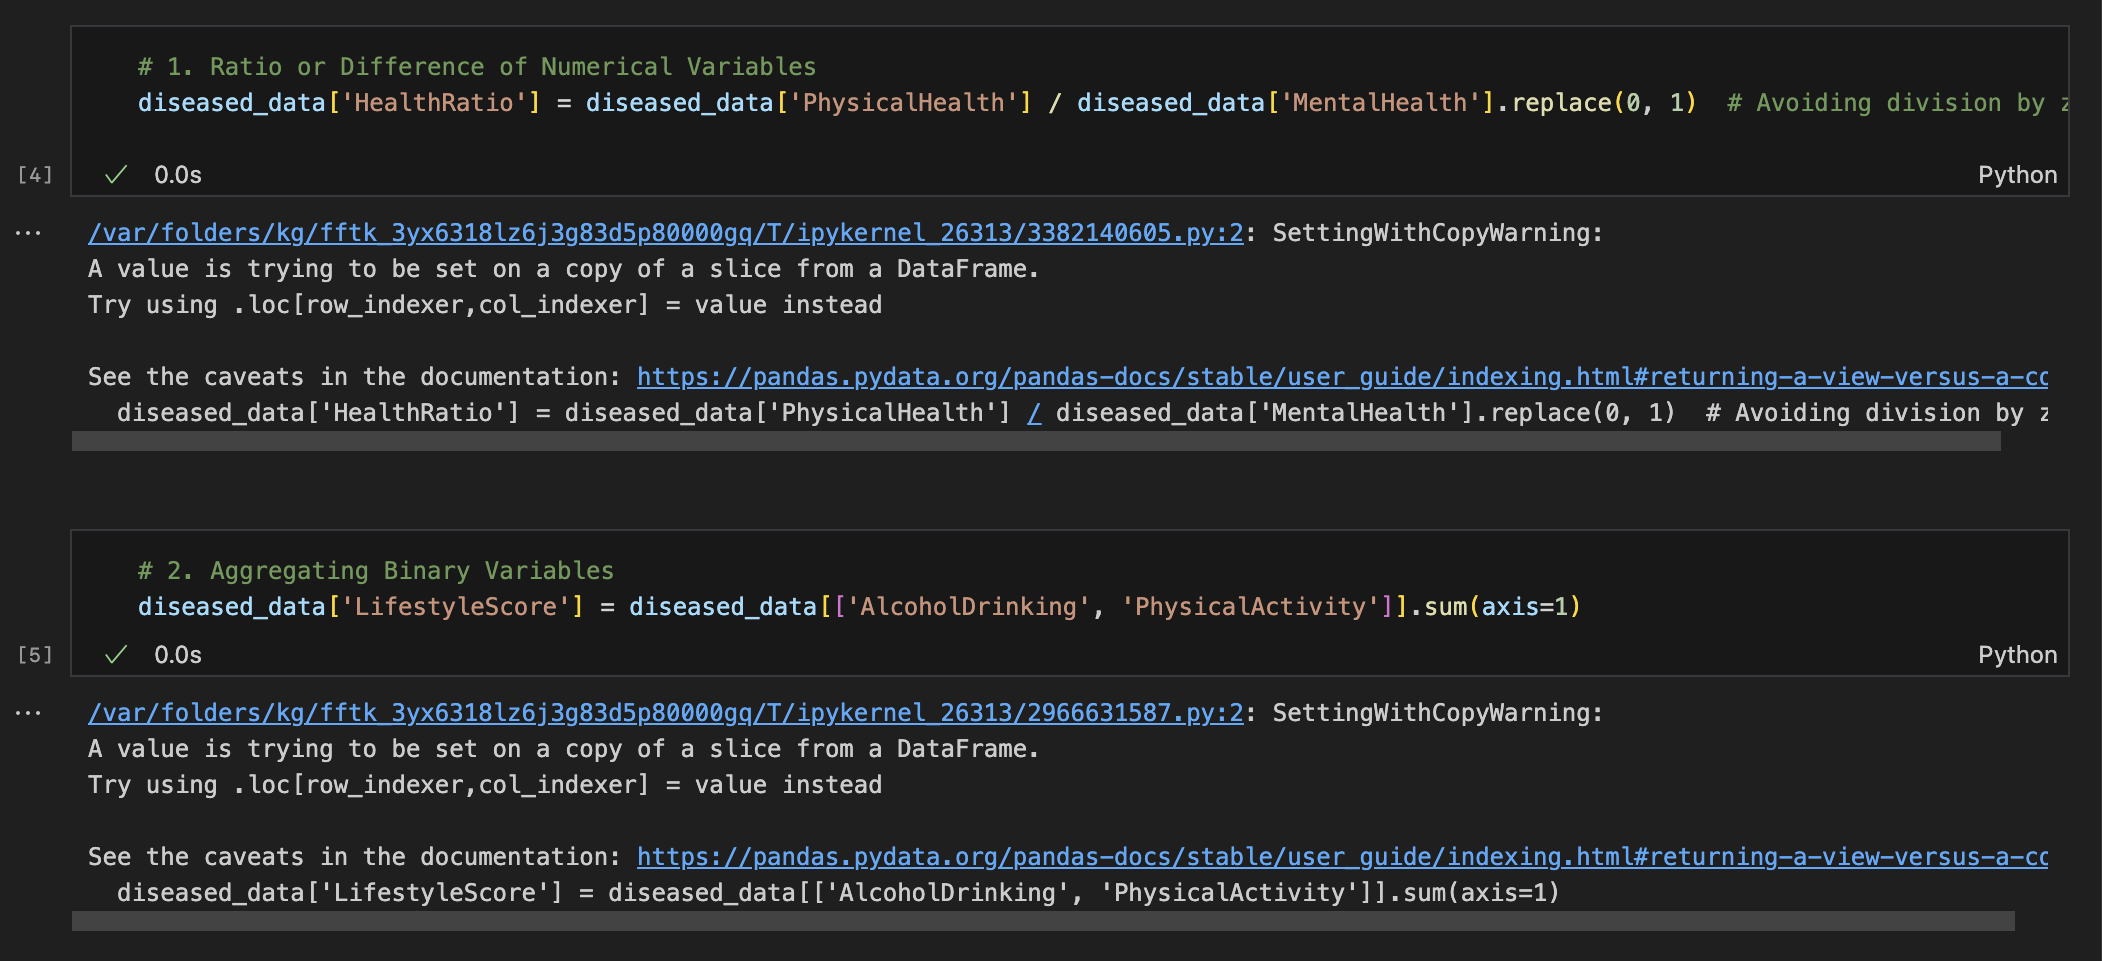 # 1. Ratio or Difference of Numerical Variables
diseased_data['HealthRatio'] = diseased_data['PhysicalHealth'] / diseased_data['MentalHealth'].replace(0, 1)  # Avoiding division by z
[4]
✓ 0.0s
Python
... /var/folders/kg/fftk_3yx6318lz6j3g83d5p80000gq/T/ipykernel_26313/3382140605.py:2: SettingWithCopyWarning:
A value is trying to be set on a copy of a slice from a DataFrame.
Try using .loc[row_indexer,col_indexer] = value instead
See the caveats in the documentation: https://pandas.pydata.org/pandas-docs/stable/user_guide/indexing.html#returning-a-view-versus-a-co
diseased_data['HealthRatio'] = diseased_data['PhysicalHealth'] / diseased_data['MentalHealth'].replace(0, 1)  # Avoiding division by z
# 2. Aggregating Binary Variables
diseased_data['LifestyleScore'] = diseased_data[['AlcoholDrinking', 'PhysicalActivity']].sum(axis=1)
[5]
✓ 0.0s
Python
... /var/folders/kg/fftk_3yx6318lz6j3g83d5p80000gq/T/ipykernel_26313/2966631587.py:2: SettingWithCopyWarning:
A value is trying to be set on a copy of a slice from a DataFrame.
Try using .loc[row_indexer,col_indexer] = value instead
See the caveats in the documentation: https://pandas.pydata.org/pandas-docs/stable/user_guide/indexing.html#returning-a-view-versus-a-co
diseased_data['LifestyleScore'] = diseased_data[['AlcoholDrinking', 'PhysicalActivity']].sum(axis=1)